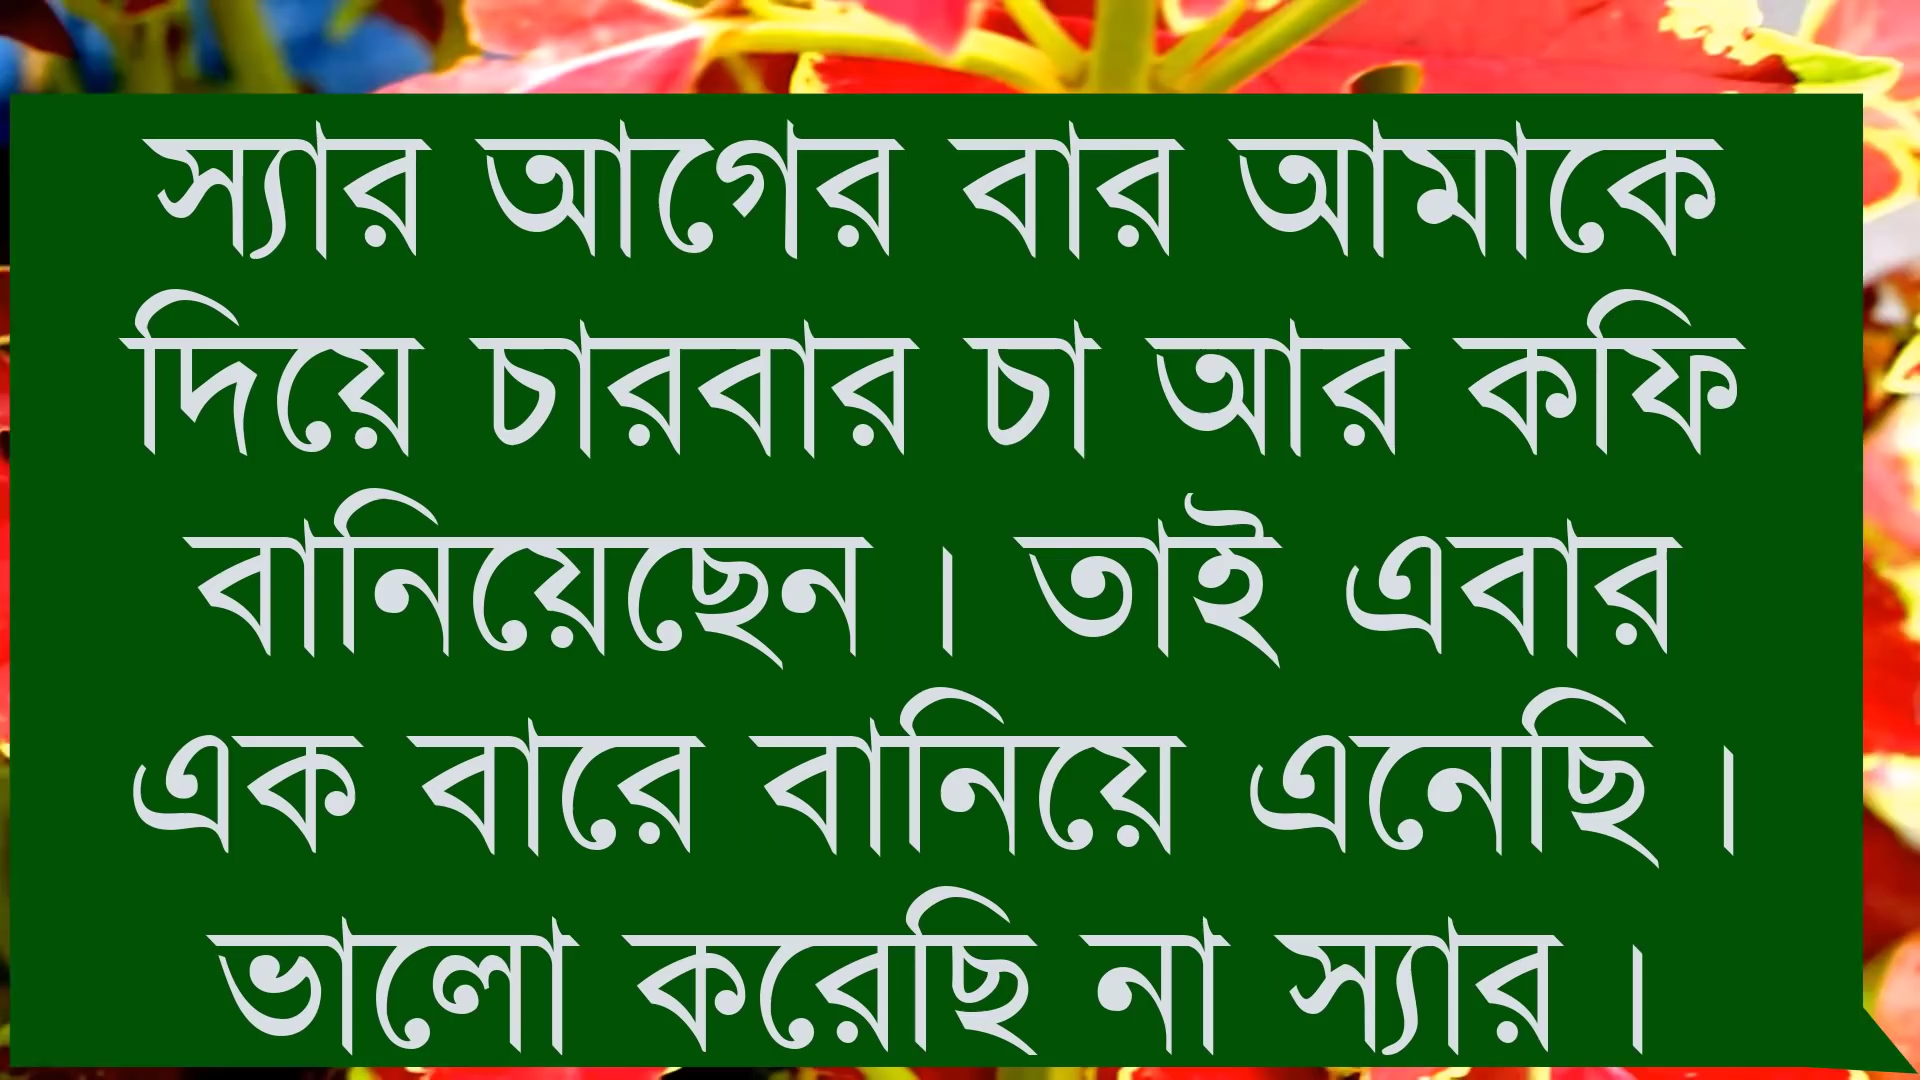 স্যার আগের বার আমাকে
দিয়ে চারবার চা আর কফি
বানিয়েছেন । তাই এবার
এক বারে বানিয়ে এনেছি ।
ভালো করেছি না স্যার ।